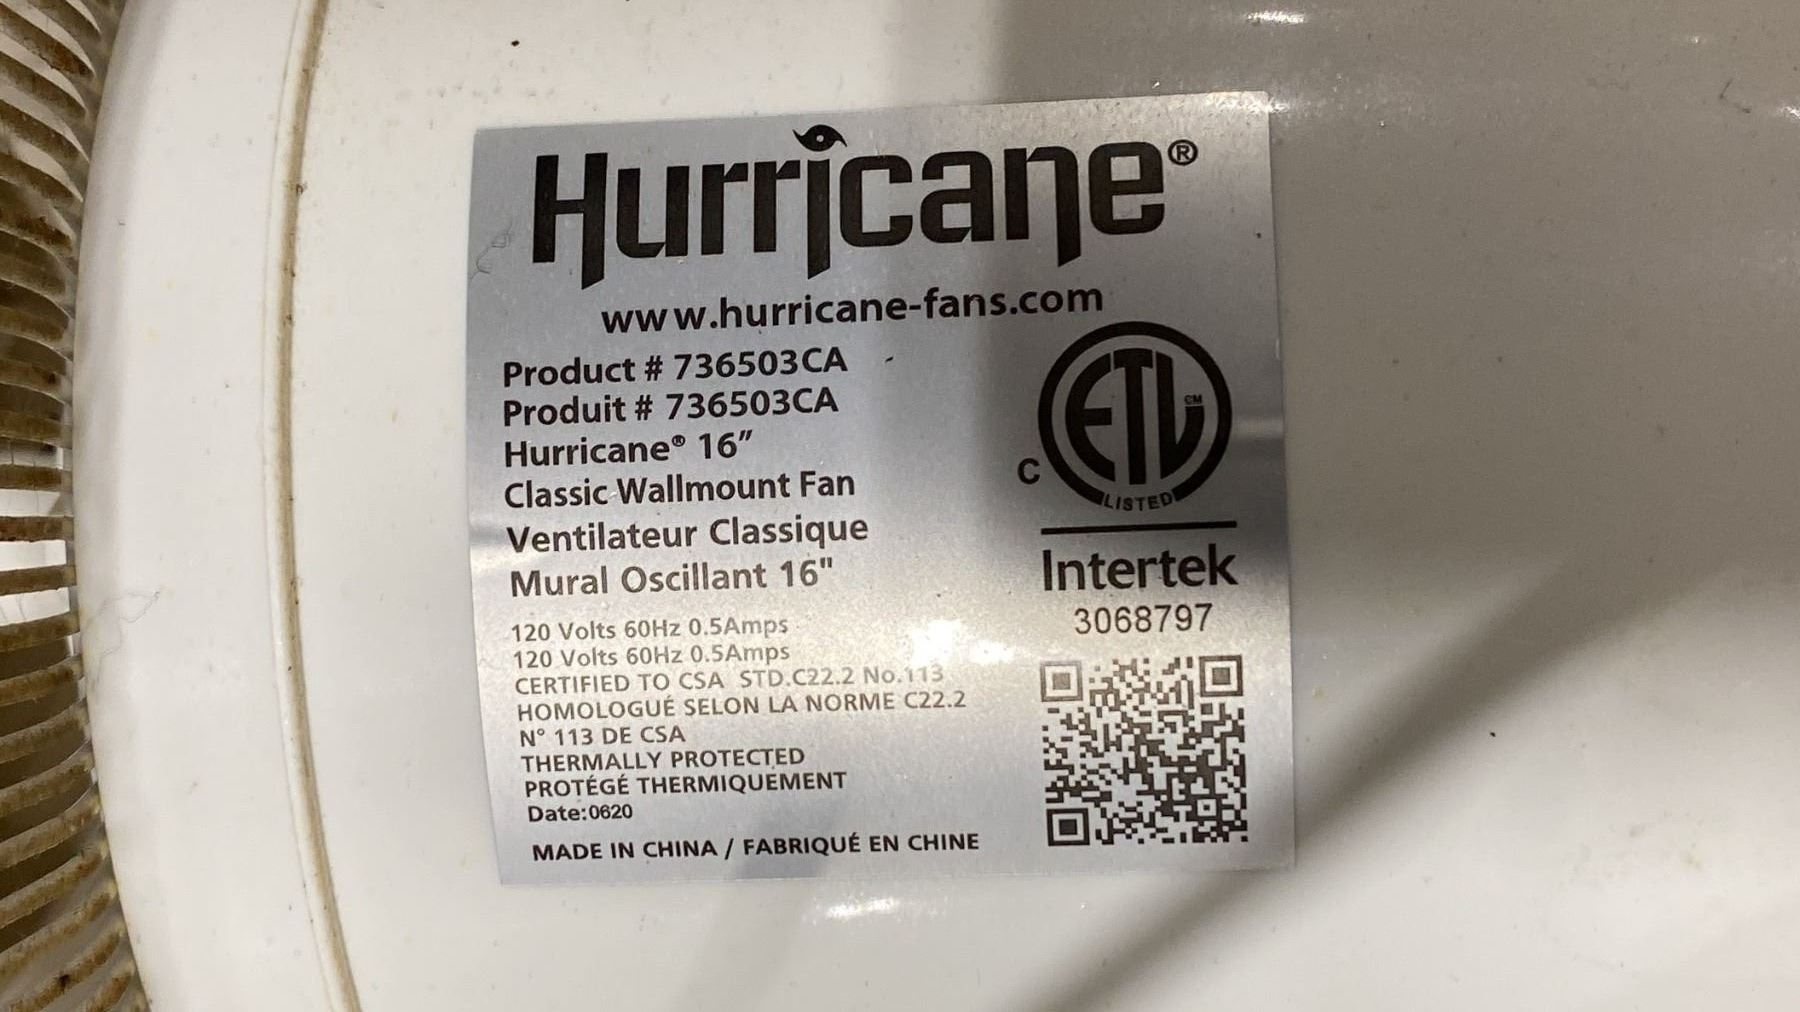 Hurricane®
www.hurricane-fans.com
Product # 736503CA
Produit # 736503CA
Hurricane® 16”
Classic Wallmount Fan
Ventilateur Classique
Mural Oscillant 16"
120 Volts 60Hz 0.5Amps
120 Volts 60Hz 0.5Amps
CERTIFIED TO CSA STD.C22.2 No.113
HOMOLOGUÉ SELON LA NORME C22.2
N° 113 DE CSA
THERMALLY PROTECTED
PROTÉGÉ THERMIQUEMENT
Date:0620
MADE IN CHINA / FABRIQUÉ EN CHINE
C ETL CM
LISTED
Intertek
3068797